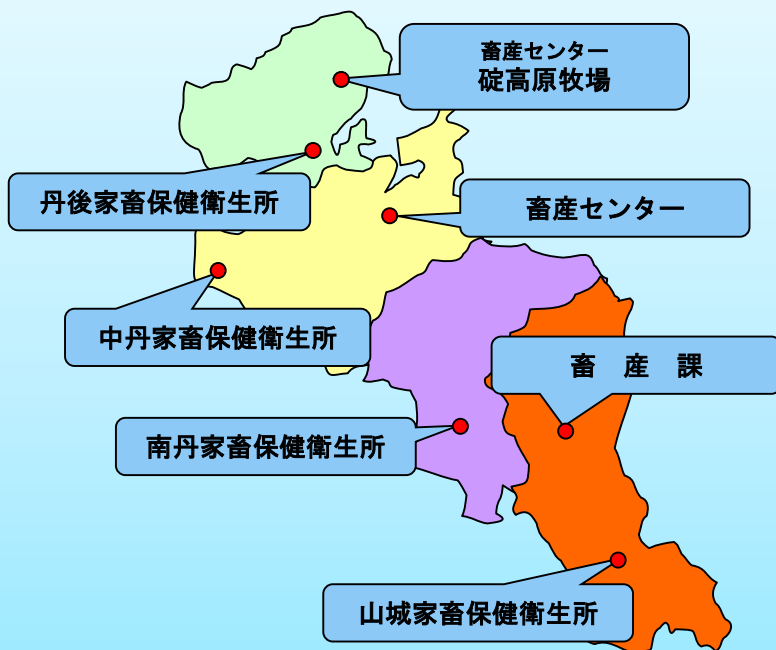 畜産センター
碇高原牧場
丹後家畜保健衛生所
畜産センター
中丹家畜保健衛生所
畜　産　課
南丹家畜保健衛生所
山城家畜保健衛生所